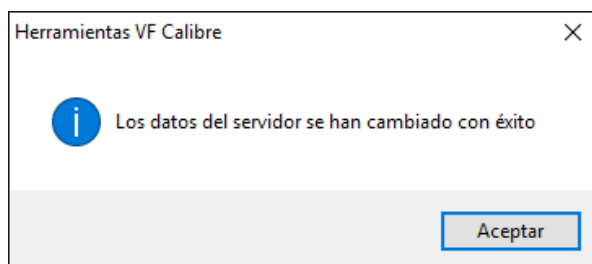 Herramientas VF Calibre
Los datos del servidor se han cambiado con éxito
Aceptar